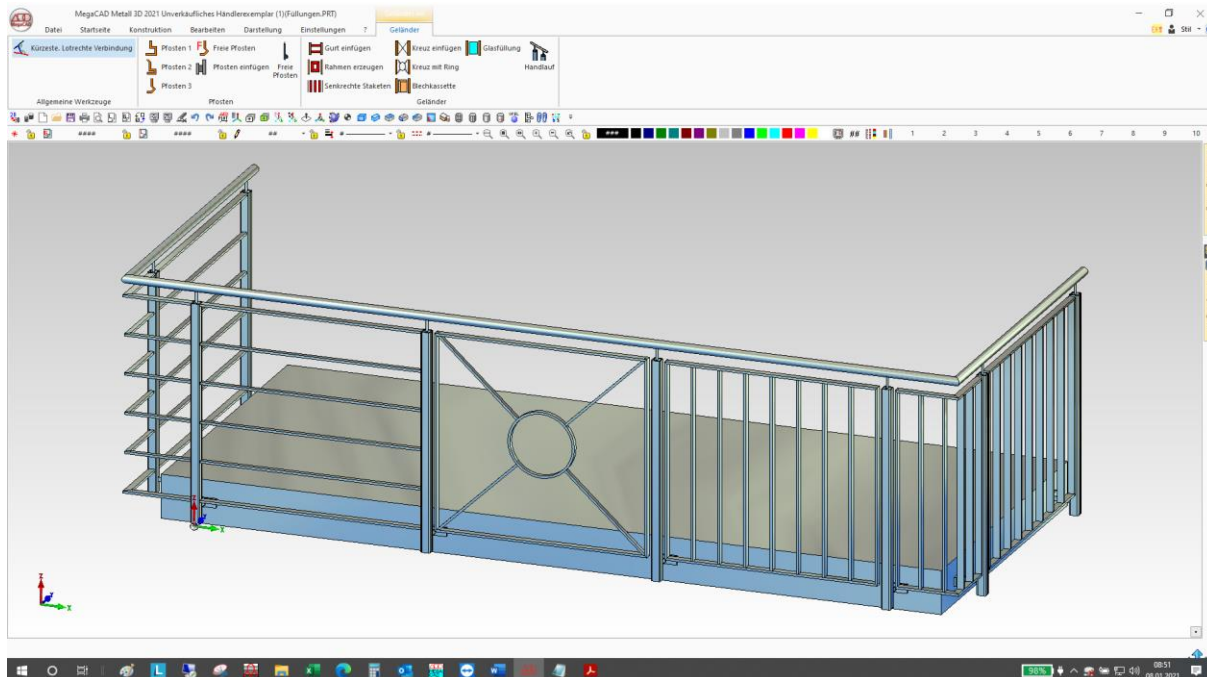 MegaCAD Metall 3D 2021 Unverkäufliches Händlerexemplar (1)(Füllungen.PRT)
Datei Startseite Konstruktion Bearbeiten Darstellung Einstellungen ? Geländer Stil
Kürzeste. Lotrechte Verbindung Pfosten 1 Freie Pfosten Gurt einfügen Kreuz einfügen Glasfüllung
Pfosten 2 Pfosten einfügen Freie Pfosten Rahmen erzeugen Kreuz mit Ring Handlauf
Pfosten 3 Senkrechte Staketen Blechkassette
Allgemeine Werkzeuge Pfosten Geländer
#### #### ## # # ### ## 1 2 3 4 5 6 7 8 9 10
Z
X
Z
X
98% 08:51
08.01.2021